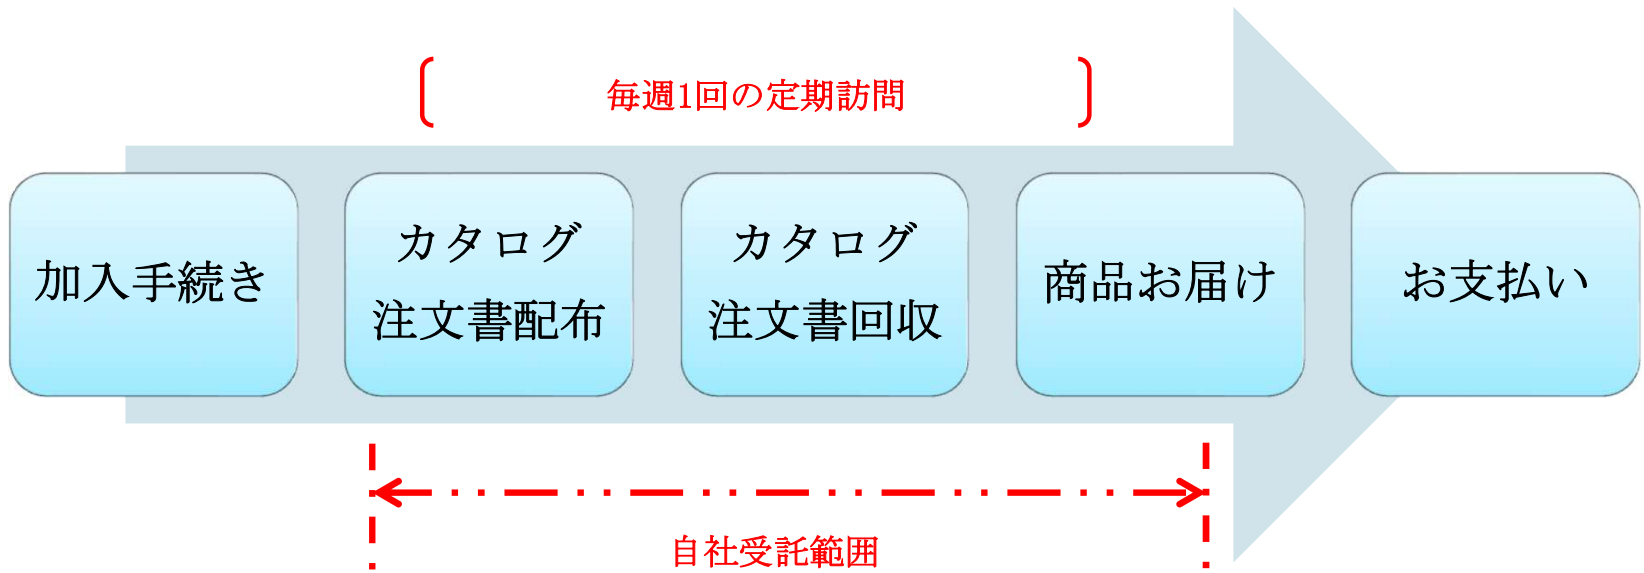 毎週1回の定期訪問
加入手続き
カタログ
注文書配布
カタログ
注文書回収
商品お届け
お支払い
自社受託範囲